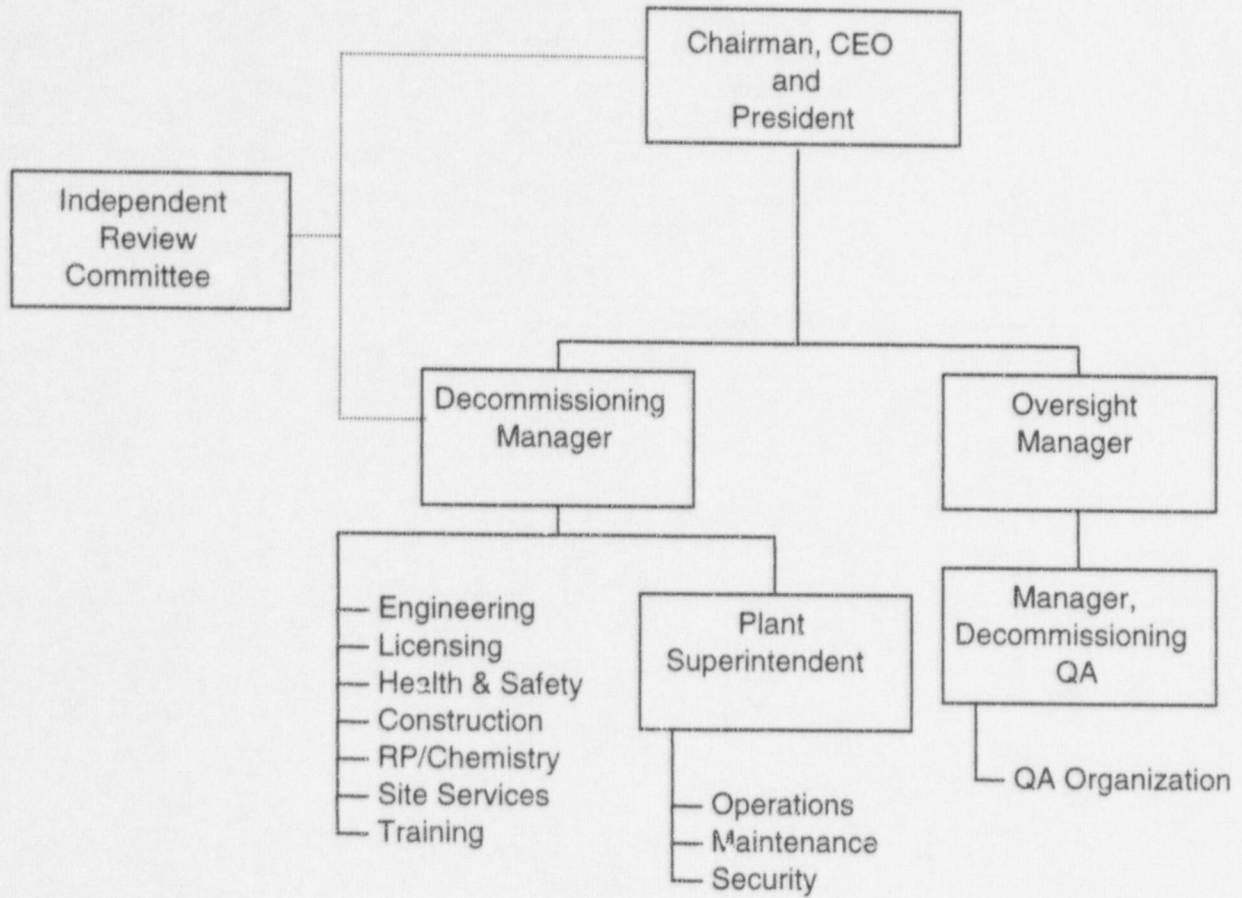 Chairman, CEO
and
President
Independent
Review
Committee
Decommissioning
Manager
Oversight
Manager
Engineering
Licensing
Health & Safety
Construction
RP/Chemistry
Site Services
Training
Plant
Superintendent
Operations
Maintenance
Security
Manager,
Decommissioning
QA
QA Organization